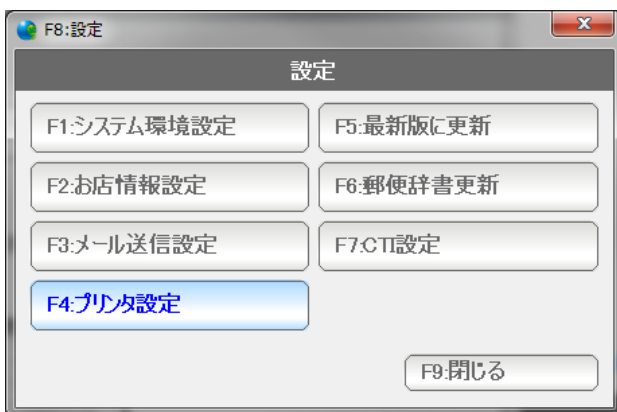 F8:設定
設定
F1:システム環境設定
F5:最新版に更新
F2:お店情報設定
F6:郵便辞書更新
F3:メール送信設定
F7:CTI設定
F4:プリンタ設定
F9:閉じる